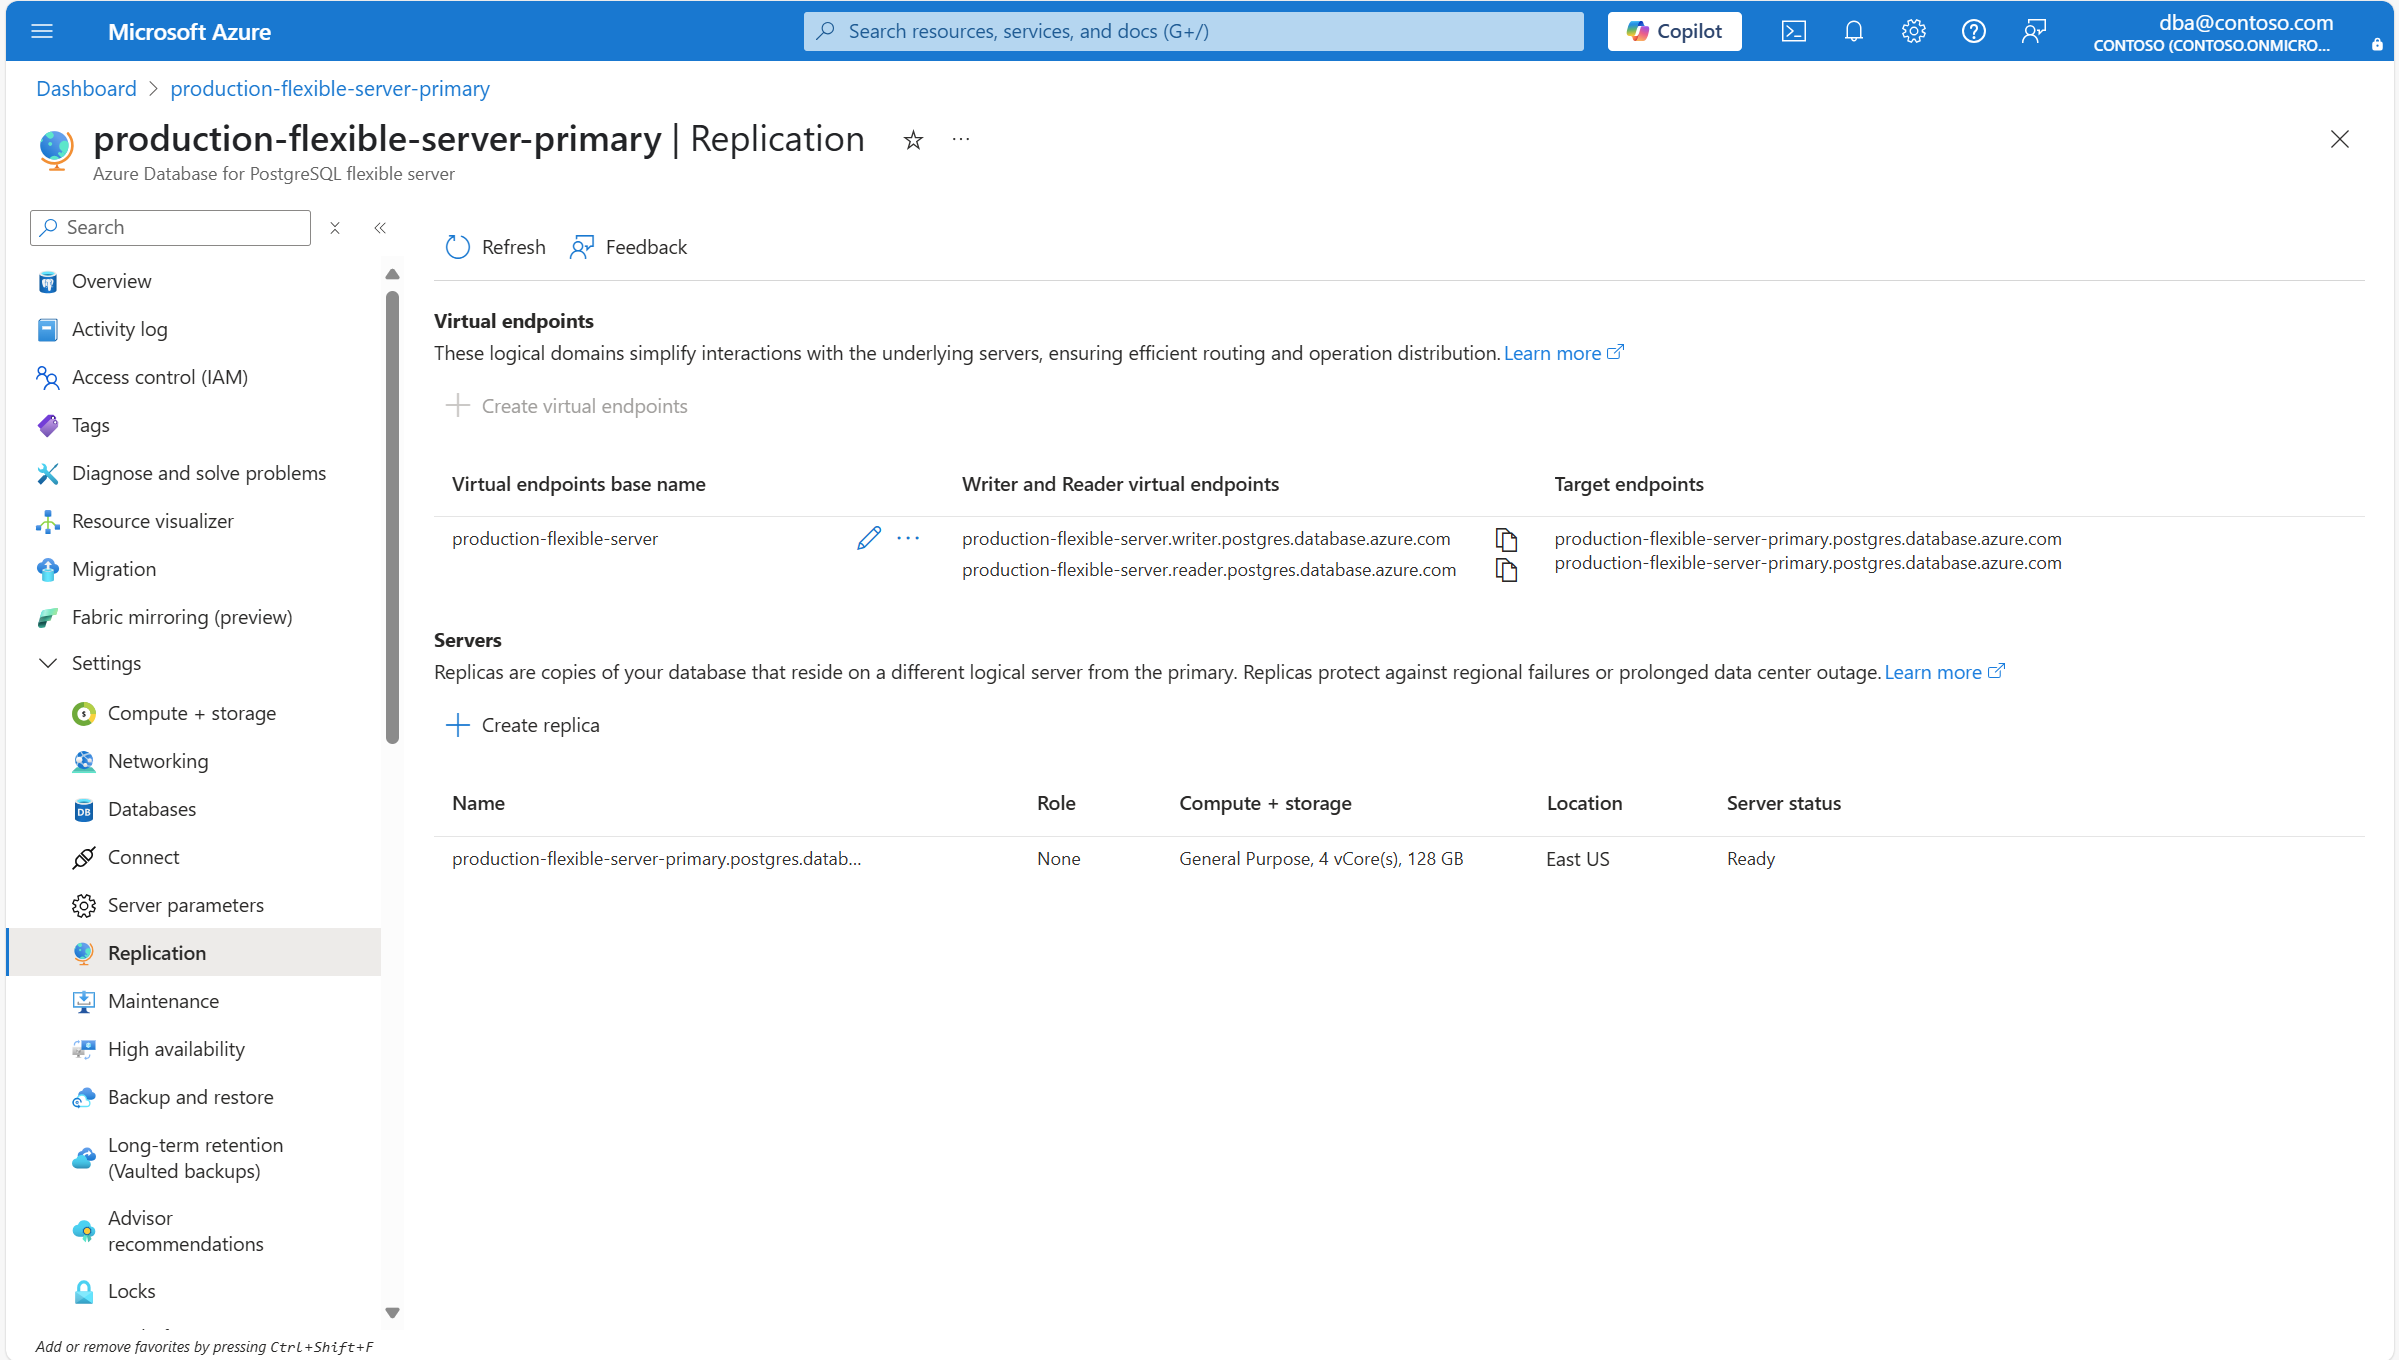 Microsoft Azure
Search resources, services, and docs (G+/)
Copilot
dba@contoso.com
CONTOSO (CONTOSO.ONMICRO...
Dashboard
production-flexible-server-primary
production-flexible-server-primary | Replication
Azure Database for PostgreSQL flexible server
Search
Overview
Activity log
Access control (IAM)
Tags
Diagnose and solve problems
Resource visualizer
Migration
Fabric mirroring (preview)
Settings
Compute + storage
Networking
Databases
Connect
Server parameters
Replication
Maintenance
High availability
Backup and restore
Long-term retention
(Vaulted backups)
Advisor
recommendations
Locks
Add or remove favorites by pressing Ctrl+Shift+F
Refresh
Feedback
Virtual endpoints
These logical domains simplify interactions with the underlying servers, ensuring efficient routing and operation distribution. Learn more
Create virtual endpoints
Virtual endpoints base name
Writer and Reader virtual endpoints
Target endpoints
production-flexible-server
production-flexible-server.writer.postgres.database.azure.com
production-flexible-server-primary.postgres.database.azure.com
production-flexible-server.reader.postgres.database.azure.com
production-flexible-server-primary.postgres.database.azure.com
Servers
Replicas are copies of your database that reside on a different logical server from the primary. Replicas protect against regional failures or prolonged data center outage. Learn more
Create replica
Name
Role
Compute + storage
Location
Server status
production-flexible-server-primary.postgres.datab...
None
General Purpose, 4 vCore(s), 128 GB
East US
Ready